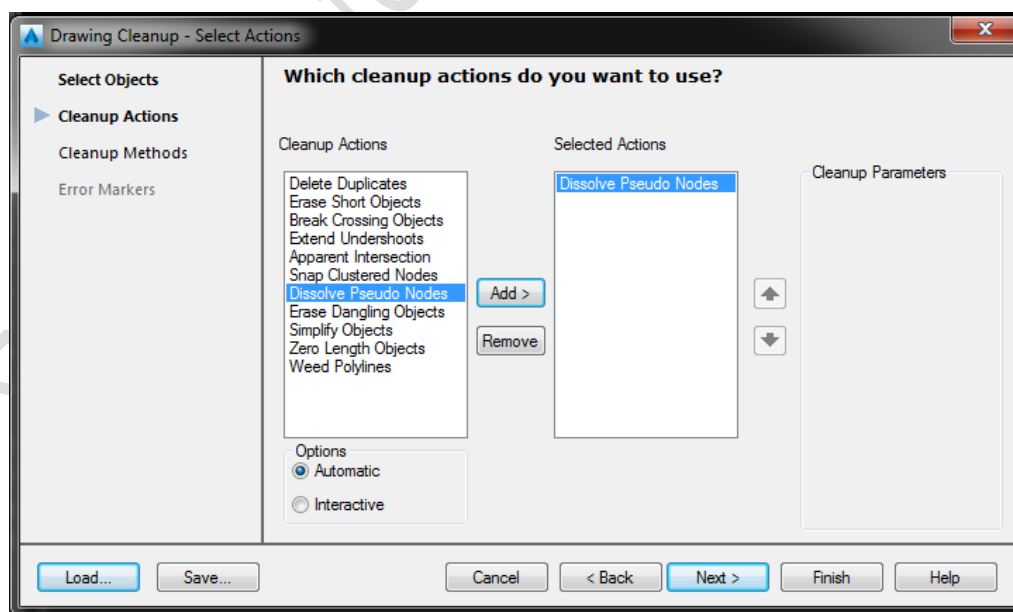 Drawing Cleanup - Select Actions
Select Objects
Cleanup Actions
Cleanup Methods
Error Markers
Which cleanup actions do you want to use?
Cleanup Actions
Delete Duplicates
Erase Short Objects
Break Crossing Objects
Extend Undershoots
Apparent Intersection
Snap Clustered Nodes
Dissolve Pseudo Nodes
Erase Dangling Objects
Simplify Objects
Zero Length Objects
Weed Polylines
Options
Automatic
Interactive
Add >
Remove
Selected Actions
Dissolve Pseudo Nodes
Cleanup Parameters
Load...
Save...
Cancel
< Back
Next >
Finish
Help